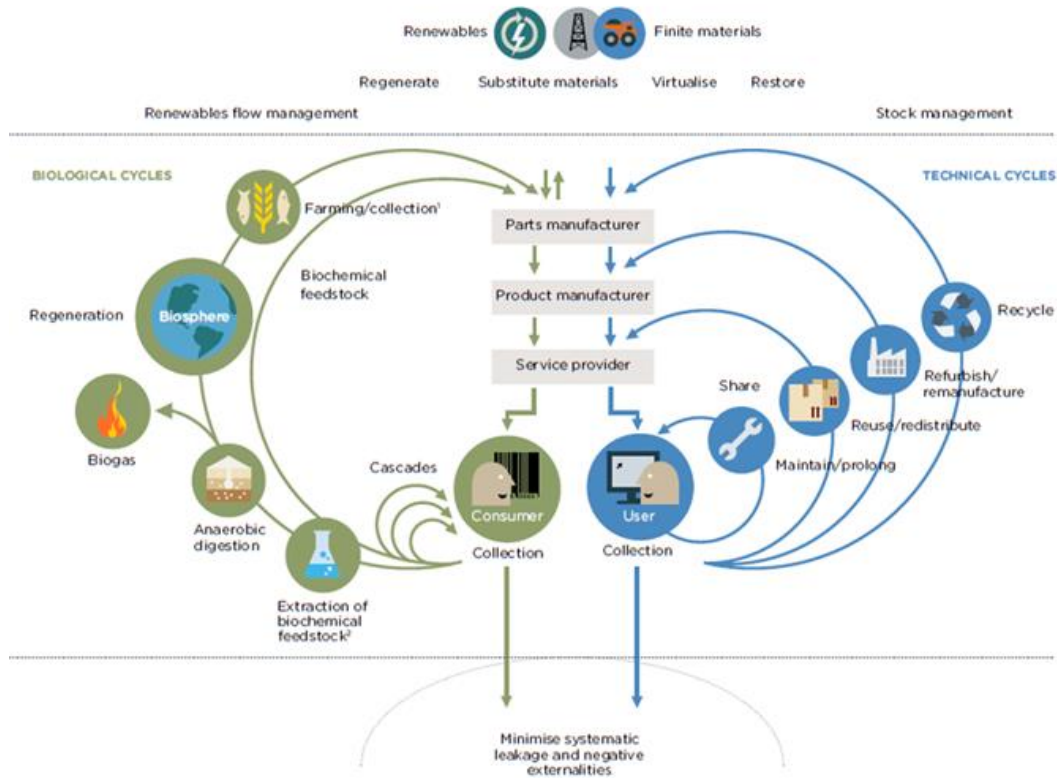 Renewables
Finite materials
Regenerate
Substitute materials
Virtualise
Restore
Renewables flow management
Stock management
BIOLOGICAL CYCLES
TECHNICAL CYCLES
Farming/collection¹
Parts manufacturer
Biochemical
feedstock
Product manufacturer
Regeneration
Biosphere
Recycle
Service provider
Share
Refurbish/
remanufacture
Reuse/redistribute
Biogas
Cascades
Maintain/prolong
Consumer
User
Anaerobic
digestion
Collection
Collection
Extraction of
biochemical
feedstock²
Minimise systematic
leakage and negative
externalities